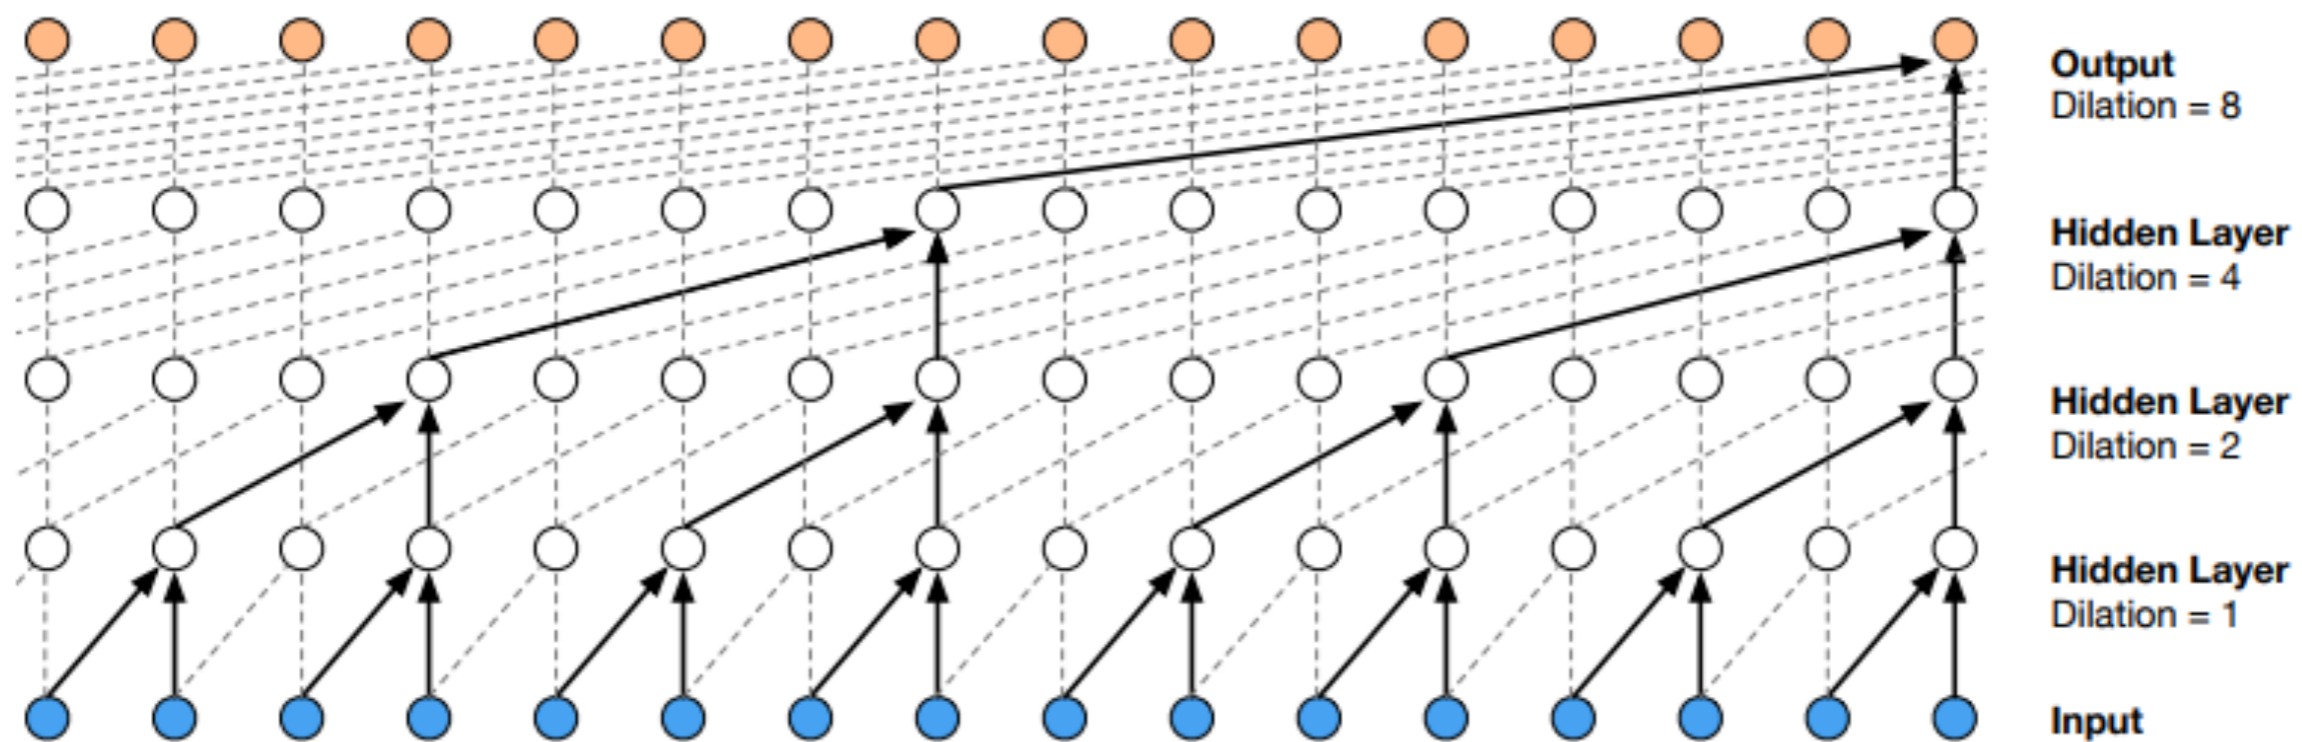 Output
Dilation = 8
Hidden Layer
Dilation = 4
Hidden Layer
Dilation = 2
Hidden Layer
Dilation = 1
Input